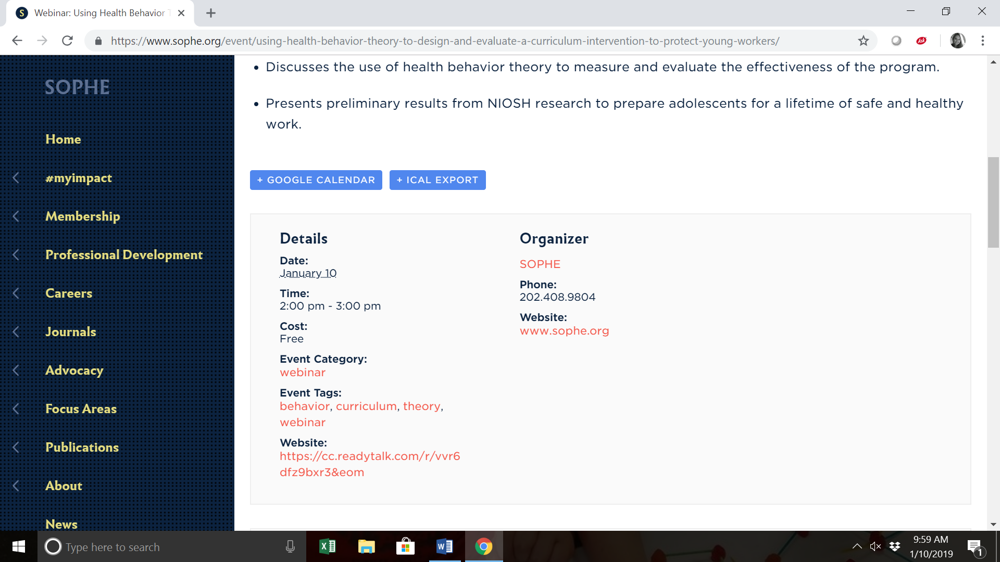 Webinar: Using Health Behavior
https://www.sophe.org/event/using-health-behavior-theory-to-design-and-evaluate-a-curriculum-intervention-to-protect-young-workers/
Ask
SOPHE
Home
#myimpact
Membership
Professional Development
Careers
Journals
Advocacy
Focus Areas
Publications
About
News
• Discusses the use of health behavior theory to measure and evaluate the effectiveness of the program.
• Presents preliminary results from NIOSH research to prepare adolescents for a lifetime of safe and healthy
work.
+ GOOGLE CALENDAR
+ ICAL EXPORT
Details
Date:
January 10
Time:
2:00 pm - 3:00 pm
Cost:
Free
Event Category:
webinar
Event Tags:
behavior, curriculum, theory,
webinar
Website:
https://cc.readytalk.com/r/vvr6
dfz9bxr3&eom
Organizer
SOPHE
Phone:
202.408.9804
Website:
www.sophe.org
Type here to search
9:59 AM
1/10/2019
1